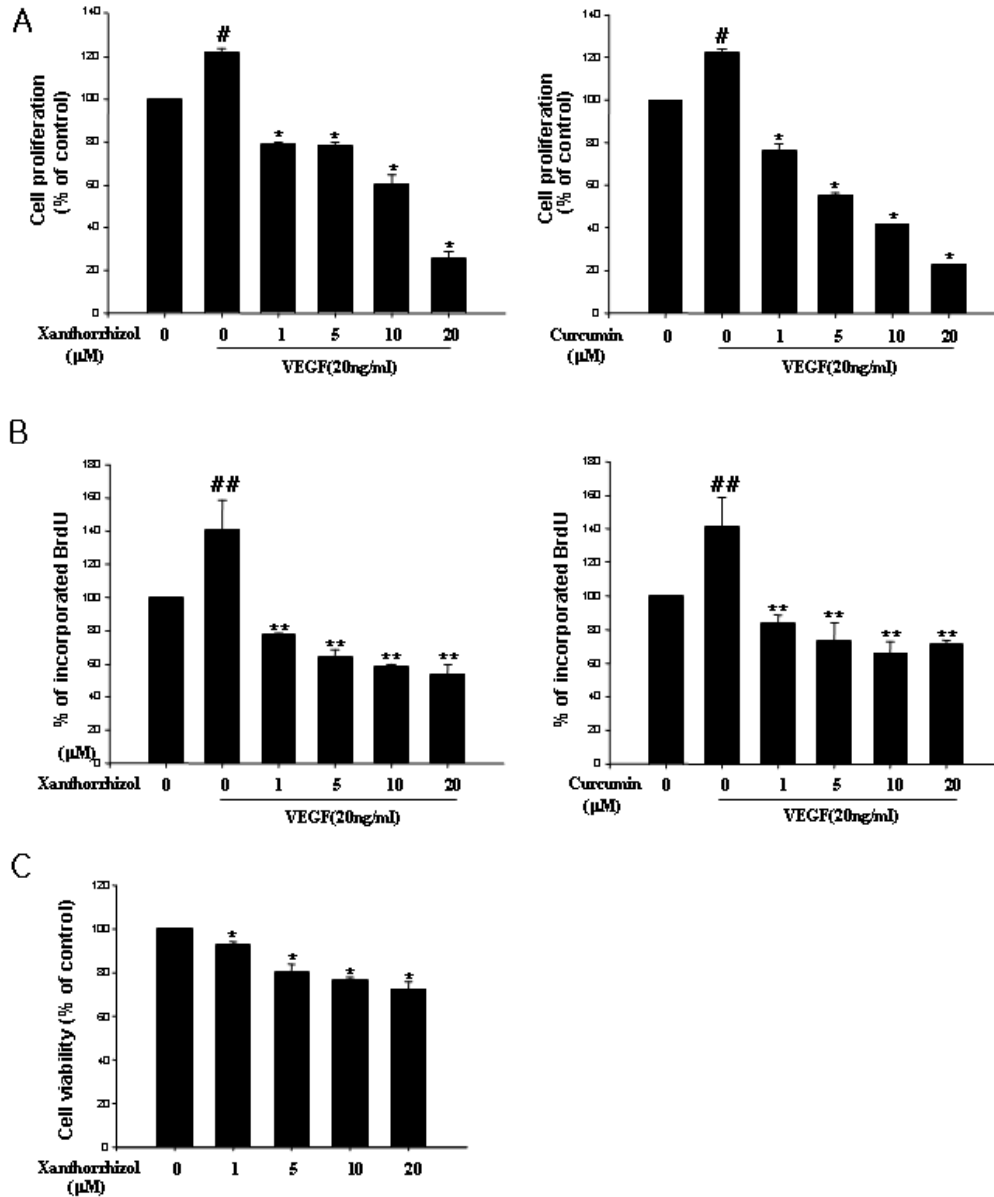 A
Cell proliferation
(% of control)
140
120
100
80
60
40
20
0
#
*
*
*
*
Xanthorrhizol
(µM)
0 0 1 5 10 20
VEGF(20ng/ml)
Cell proliferation
(% of control)
140
120
100
80
60
40
20
0
#
*
*
*
*
Curcumin
(µM)
0 0 1 5 10 20
VEGF(20ng/ml)
B
% of incorporated BrdU
180
160
140
120
100
80
60
40
20
0
##
**
**
**
**
(µM)
Xanthorrhizol
0 0 1 5 10 20
VEGF(20ng/ml)
% of incorporated BrdU
180
160
140
120
100
80
60
40
20
0
##
**
**
**
**
Curcumin
(µM)
0 0 1 5 10 20
VEGF(20ng/ml)
C
Cell viability (% of control)
120
100
80
60
40
20
0
*
*
*
*
Xanthorrhizol
(µM)
0 1 5 10 20